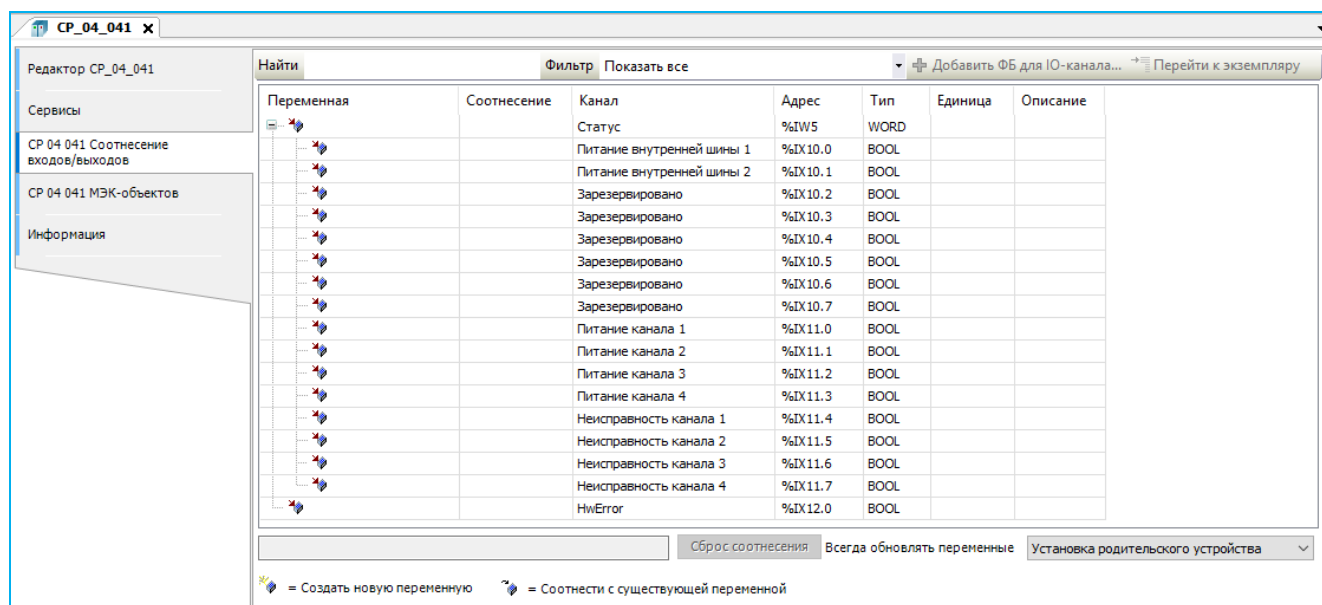 CP_04_041 X
Редактор CP_04_041
Сервисы
CP 04 041 Соотнесение
входов/выходов
CP 04 041 МЭК-объектов
Информация
Найти Фильтр Показать все Добавить ФБ для IO-канала... Перейти к экземпляру
Переменная Соотнесение Канал Адрес Тип Единица Описание
Статус %IW5 WORD
Питание внутренней шины 1 %IX10.0 BOOL
Питание внутренней шины 2 %IX10.1 BOOL
Зарезервировано %IX10.2 BOOL
Зарезервировано %IX10.3 BOOL
Зарезервировано %IX10.4 BOOL
Зарезервировано %IX10.5 BOOL
Зарезервировано %IX10.6 BOOL
Зарезервировано %IX10.7 BOOL
Питание канала 1 %IX11.0 BOOL
Питание канала 2 %IX11.1 BOOL
Питание канала 3 %IX11.2 BOOL
Питание канала 4 %IX11.3 BOOL
Неисправность канала 1 %IX11.4 BOOL
Неисправность канала 2 %IX11.5 BOOL
Неисправность канала 3 %IX11.6 BOOL
Неисправность канала 4 %IX11.7 BOOL
HwError %IX12.0 BOOL
Сброс соотнесения Всегда обновлять переменные Установка родительского устройства
= Создать новую переменную = Соотнести с существующей переменной